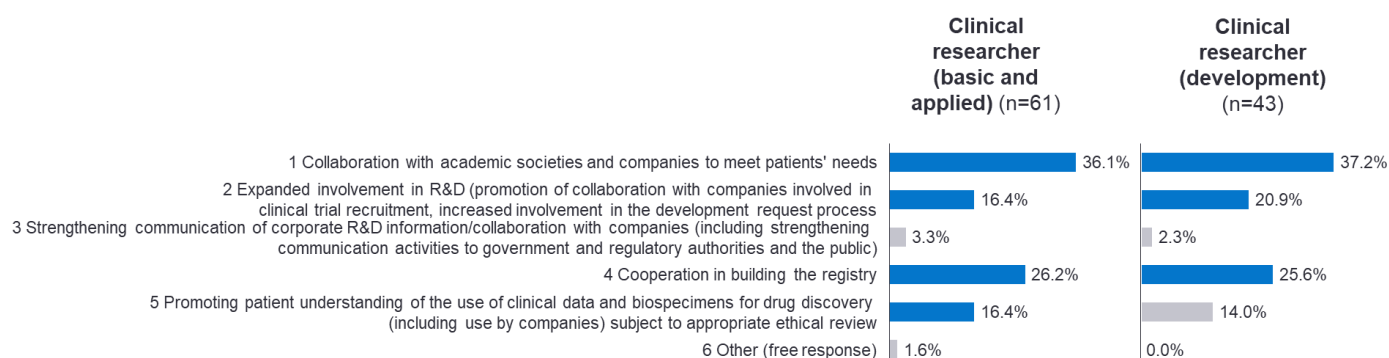 Clinical
researcher
(basic and
applied) (n=61)
Clinical
researcher
(development)
(n=43)
1 Collaboration with academic societies and companies to meet patients' needs 36.1% 37.2%
2 Expanded involvement in R&D (promotion of collaboration with companies involved in
clinical trial recruitment, increased involvement in the development request process 16.4% 20.9%
3 Strengthening communication of corporate R&D information/collaboration with companies (including strengthening
communication activities to government and regulatory authorities and the public) 3.3% 2.3%
4 Cooperation in building the registry 26.2% 25.6%
5 Promoting patient understanding of the use of clinical data and biospecimens for drug discovery
(including use by companies) subject to appropriate ethical review 16.4% 14.0%
6 Other (free response) 1.6% 0.0%